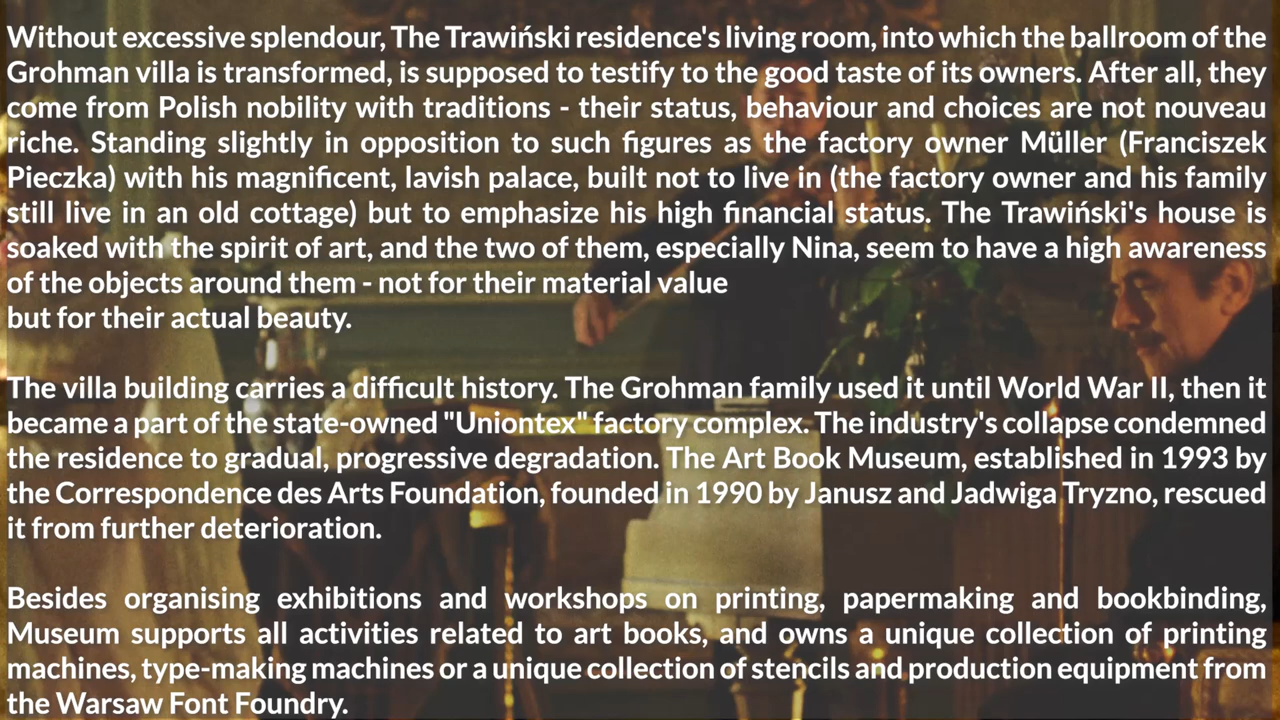 Without excessive splendour, The Trawiński residence's living room, into which the ballroom of the
Grohman villa is transformed, is supposed to testify to the good taste of its owners. After all, they
come from Polish nobility with traditions - their status, behaviour and choices are not nouveau
riche. Standing slightly in opposition to such figures as the factory owner Müller (Franciszek
Pieczka) with his magnificent, lavish palace, built not to live in (the factory owner and his family
still live in an old cottage) but to emphasize his high financial status. The Trawiński's house is
soaked with the spirit of art, and the two of them, especially Nina, seem to have a high awareness
of the objects around them - not for their material value
but for their actual beauty.
The villa building carries a difficult history. The Grohman family used it until World War II, then it
became a part of the state-owned "Uniontex" factory complex. The industry's collapse condemned
the residence to gradual, progressive degradation. The Art Book Museum, established in 1993 by
the Correspondence des Arts Foundation, founded in 1990 by Janusz and Jadwiga Tryzno, rescued
it from further deterioration.
Besides organising exhibitions and workshops on printing, papermaking and bookbinding,
Museum supports all activities related to art books, and owns a unique collection of printing
machines, type-making machines or a unique collection of stencils and production equipment from
the Warsaw Font Foundry.